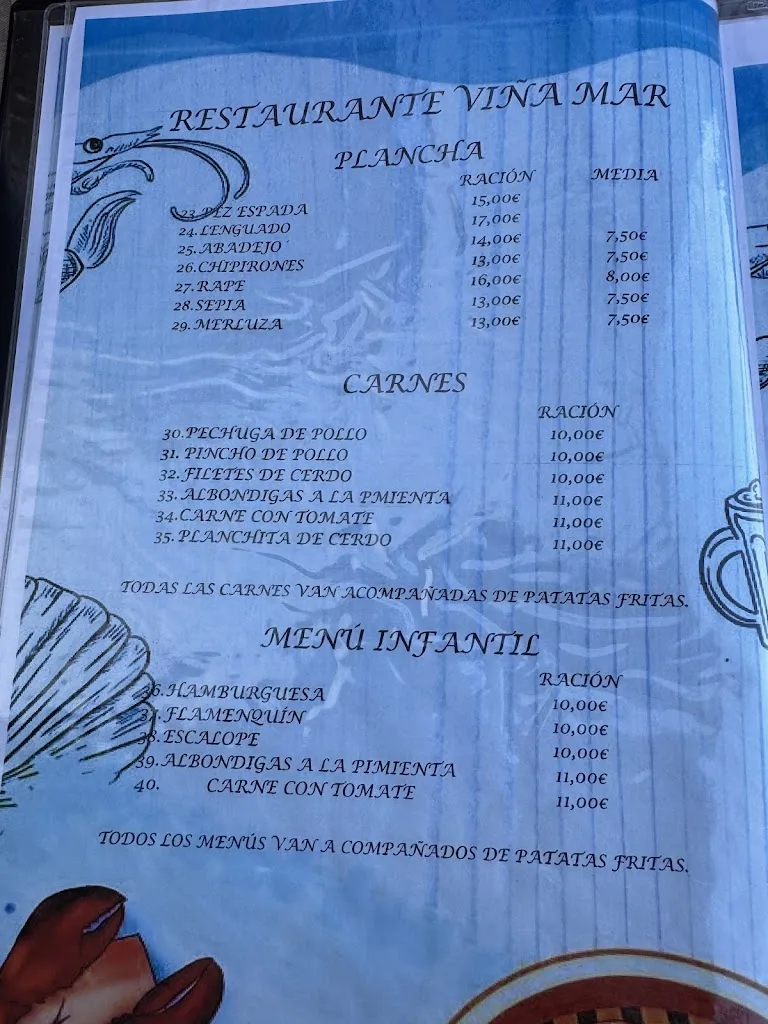 RESTAURANTE VIÑA MAR
PLANCHA
RACIÓN MEDIA
23. PEZ ESPADA 15,00€
24. LENGUADO 17,00€
25. ABADEJO 14,00€ 7,50€
26. CHIPIRONES 13,00€ 7,50€
27. RAPE 16,00€ 8,00€
28. SEPIA 13,00€ 7,50€
29. MERLUZA 13,00€ 7,50€
CARNES
RACIÓN
30. PECHUGA DE POLLO 10,00€
31. PINCHO DE POLLO 10,00€
32. FILETES DE CERDO 10,00€
33. ALBONDIGAS A LA PMIENTA 11,00€
34. CARNE CON TOMATE 11,00€
35. PLANCHITA DE CERDO 11,00€
TODAS LAS CARNES VAN ACOMPAÑADAS DE PATATAS FRITAS.
MENÚ INFANTIL
RACIÓN
36. HAMBURGUESA 10,00€
37. FLAMENQUÍN 10,00€
38. ESCALOPE 10,00€
39. ALBONDIGAS A LA PIMIENTA 11,00€
40. CARNE CON TOMATE 11,00€
TODOS LOS MENÚS VAN A COMPAÑADOS DE PATATAS FRITAS.